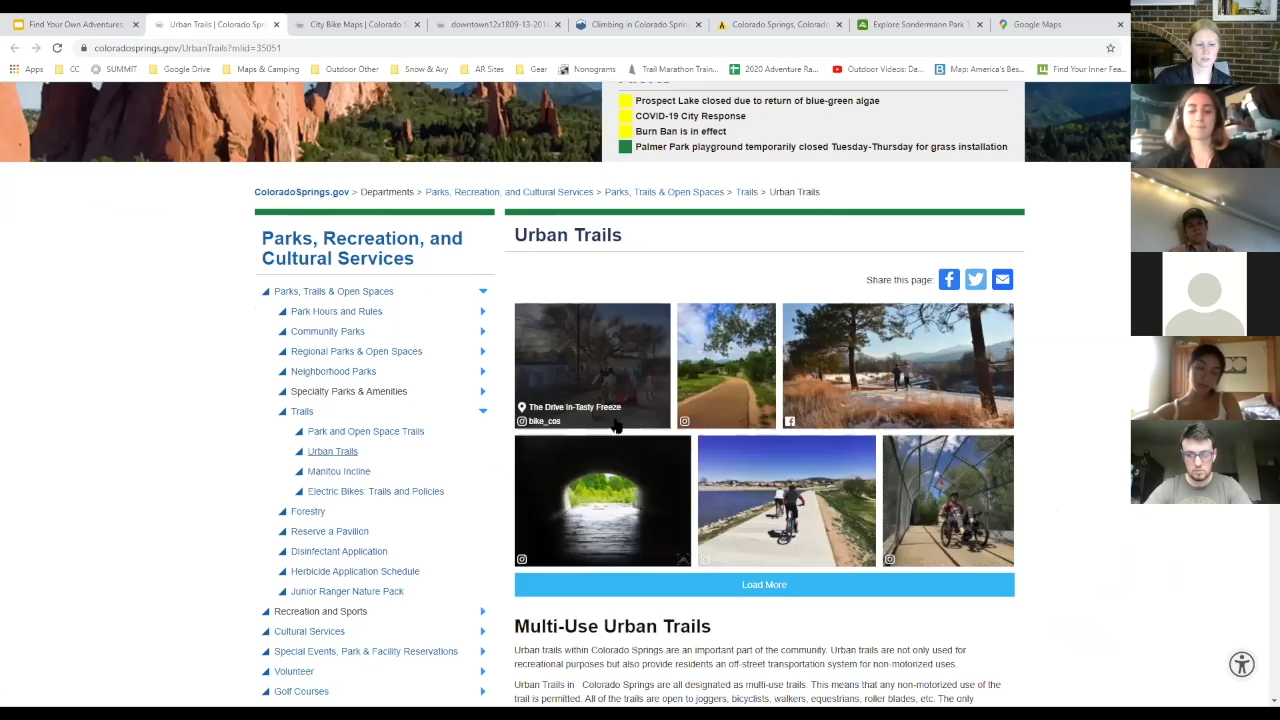 Find Your Own Adventures
Urban Trails | Colorado Spr
City Bike Maps | Colorado S
downtown12x1809-13-201
Climbing in Colorado Sprin
Colorado Springs, Colorado
Explore Sondermann Park T
Google Maps
coloradosprings.gov/UrbanTrails?mlid=35051
Apps
CC
SUMMIT
Google Drive
Maps & Camping
Outdoor Other
Snow & Avy
AR Sites
Gear
Nonograms
Trail Marathon Train...
2020 Adventure Ra...
Outdoor Videos: Da...
Map: America's Bes...
Find Your Inner Fea...
Prospect Lake closed due to return of blue-green algae
COVID-19 City Response
Burn Ban is in effect
Palmer Park playground temporarily closed Tuesday-Thursday for grass installation
ColoradoSprings.gov > Departments > Parks, Recreation, and Cultural Services > Parks, Trails & Open Spaces > Trails > Urban Trails
Parks, Recreation, and
Cultural Services
Parks, Trails & Open Spaces
Park Hours and Rules
Community Parks
Regional Parks & Open Spaces
Neighborhood Parks
Specialty Parks & Amenities
Trails
Park and Open Space Trails
Urban Trails
Manitou Incline
Electric Bikes: Trails and Policies
Forestry
Reserve a Pavilion
Disinfectant Application
Herbicide Application Schedule
Junior Ranger Nature Pack
Recreation and Sports
Cultural Services
Special Events, Park & Facility Reservations
Volunteer
Golf Courses
Urban Trails
Share this page:
The Drive In-Tasty Freeze
bike_cos
Load More
Multi-Use Urban Trails
Urban trails within Colorado Springs are an important part of the community. Urban trails are not only used for
recreational purposes but also provide residents an off-street transportation system for non-motorized uses.
Urban Trails in Colorado Springs are all designated as multi-use trails. This means that any non-motorized use of the
trail is permitted. All of the trails are open to joggers, bicyclists, walkers, equestrians, roller blades, etc. The only